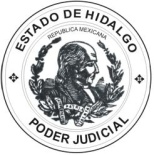 ESTADO DE HIDALGO
REPUBLICA MEXICANA
PODER JUDICIAL